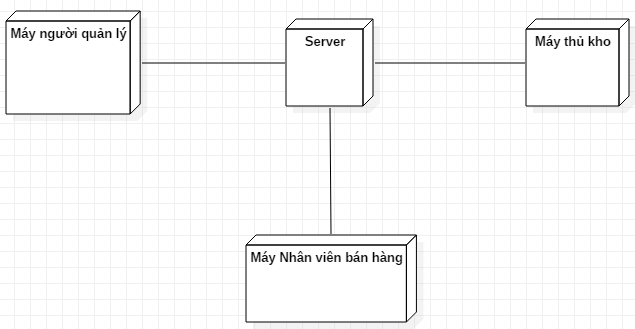 Máy người quản lý
Server
Máy thủ kho
Máy Nhân viên bán hàng